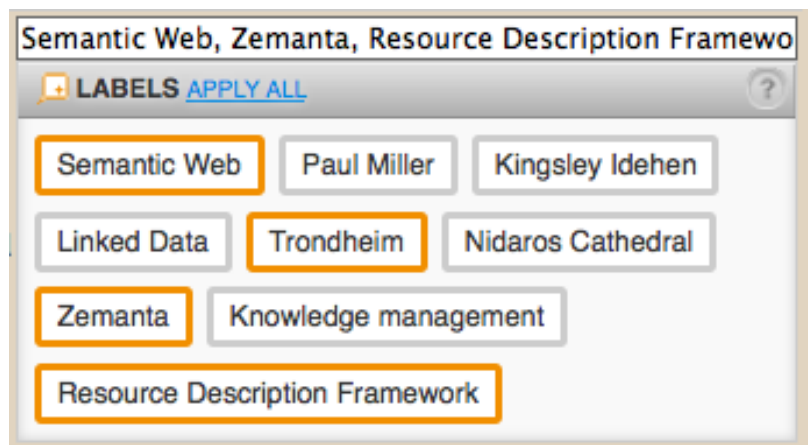 Semantic Web, Zemanta, Resource Description Framewo
LABELS APPLY ALL ?
Semantic Web Paul Miller Kingsley Idehen
Linked Data Trondheim Nidaros Cathedral
Zemanta Knowledge management
Resource Description Framework